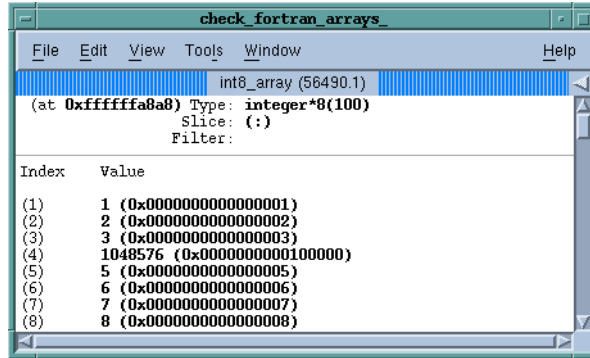 check_fortran_arrays_
File Edit View Tools Window Help
int8_array (56490.1)
(at 0xffffffa8a8) Type: integer*8(100)
Slice: (:)
Filter:
Index Value
(1) 1 (0x0000000000000001)
(2) 2 (0x0000000000000002)
(3) 3 (0x0000000000000003)
(4) 1048576 (0x0000000000100000)
(5) 5 (0x0000000000000005)
(6) 6 (0x0000000000000006)
(7) 7 (0x0000000000000007)
(8) 8 (0x0000000000000008)